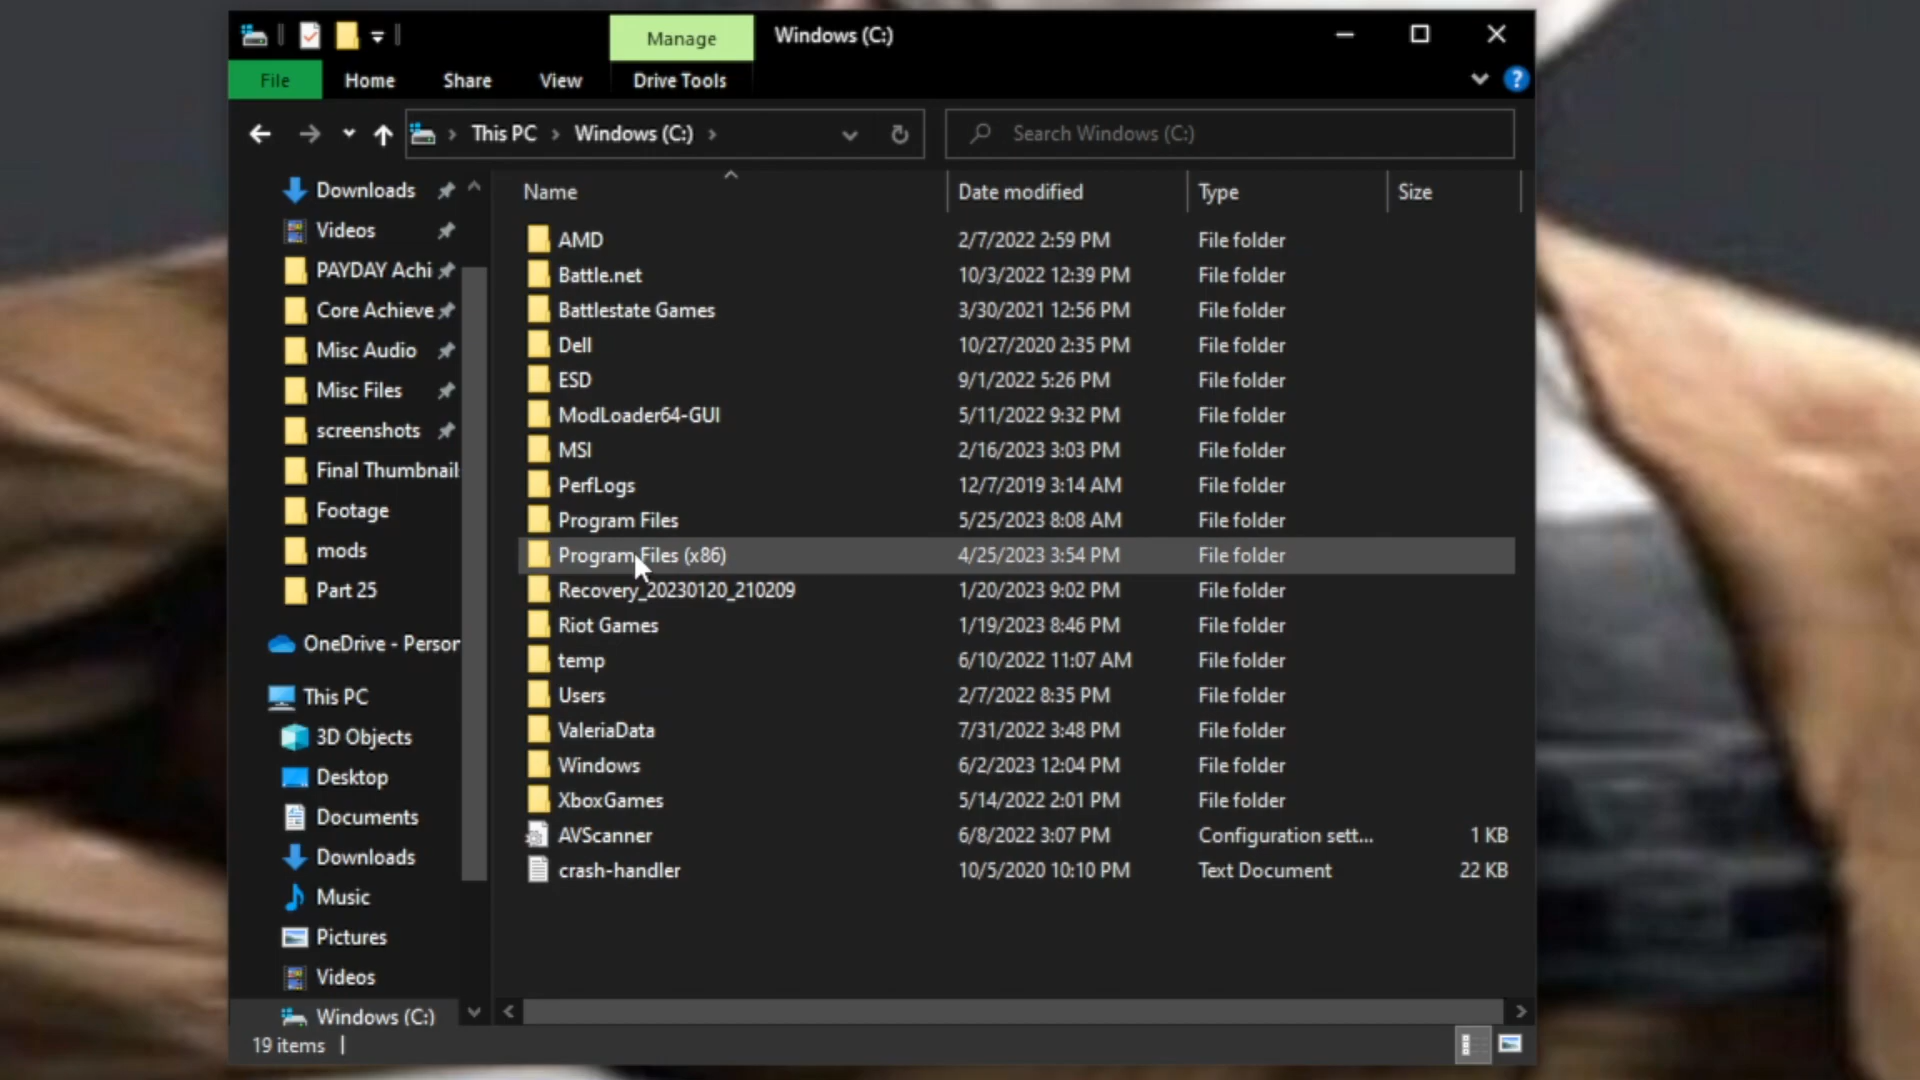 Manage Windows (C:)
File Home Share View Drive Tools ?
This PC Windows (C:) Search Windows (C:)
Name Date modified Type Size
Downloads
Videos
PAYDAY Achi
Core Achieve
Misc Audio
Misc Files
screenshots
Final Thumbnail
Footage
mods
Part 25
OneDrive - Person
This PC
3D Objects
Desktop
Documents
Downloads
Music
Pictures
Videos
Windows (C:)
AMD 2/7/2022 2:59 PM File folder
Battle.net 10/3/2022 12:39 PM File folder
Battlestate Games 3/30/2021 12:56 PM File folder
Dell 10/27/2020 2:35 PM File folder
ESD 9/1/2022 5:26 PM File folder
ModLoader64-GUI 5/11/2022 9:32 PM File folder
MSI 2/16/2023 3:03 PM File folder
PerfLogs 12/7/2019 3:14 AM File folder
Program Files 5/25/2023 8:08 AM File folder
Program Files (x86) 4/25/2023 3:54 PM File folder
Recovery_20230120_210209 1/20/2023 9:02 PM File folder
Riot Games 1/19/2023 8:46 PM File folder
temp 6/10/2022 11:07 AM File folder
Users 2/7/2022 8:35 PM File folder
ValeriaData 7/31/2022 3:48 PM File folder
Windows 6/2/2023 12:04 PM File folder
XboxGames 5/14/2022 2:01 PM File folder
AVScanner 6/8/2022 3:07 PM Configuration sett... 1 KB
crash-handler 10/5/2020 10:10 PM Text Document 22 KB
19 items